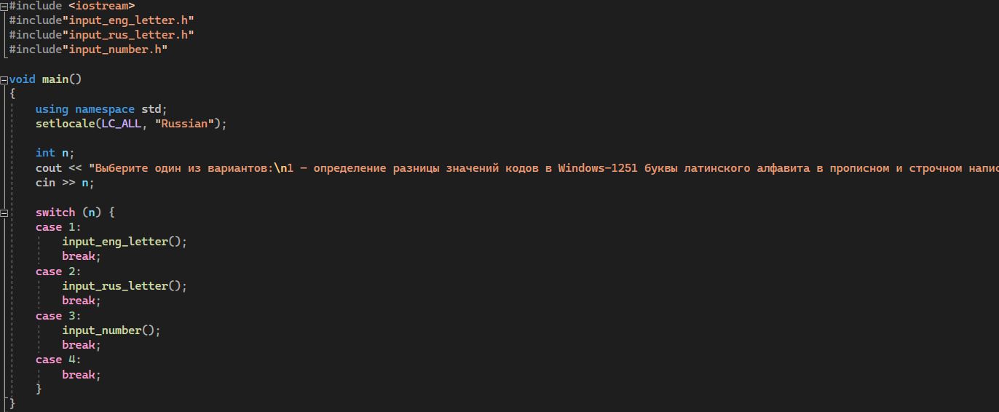 #include <iostream>
#include"input_eng_letter.h"
#include"input_rus_letter.h"
#include"input_number.h"
void main()
{
using namespace std;
setlocale(LC_ALL, "Russian");
int n;
cout << "Выберите один из вариантов:\n1 – определение разницы значений кодов в Windows-1251 буквы латинского алфавита в прописном и строчном
cin >> n;
switch (n) {
case 1:
input_eng_letter();
break;
case 2:
input_rus_letter();
break;
case 3:
input_number();
break;
case 4:
break;
}
}